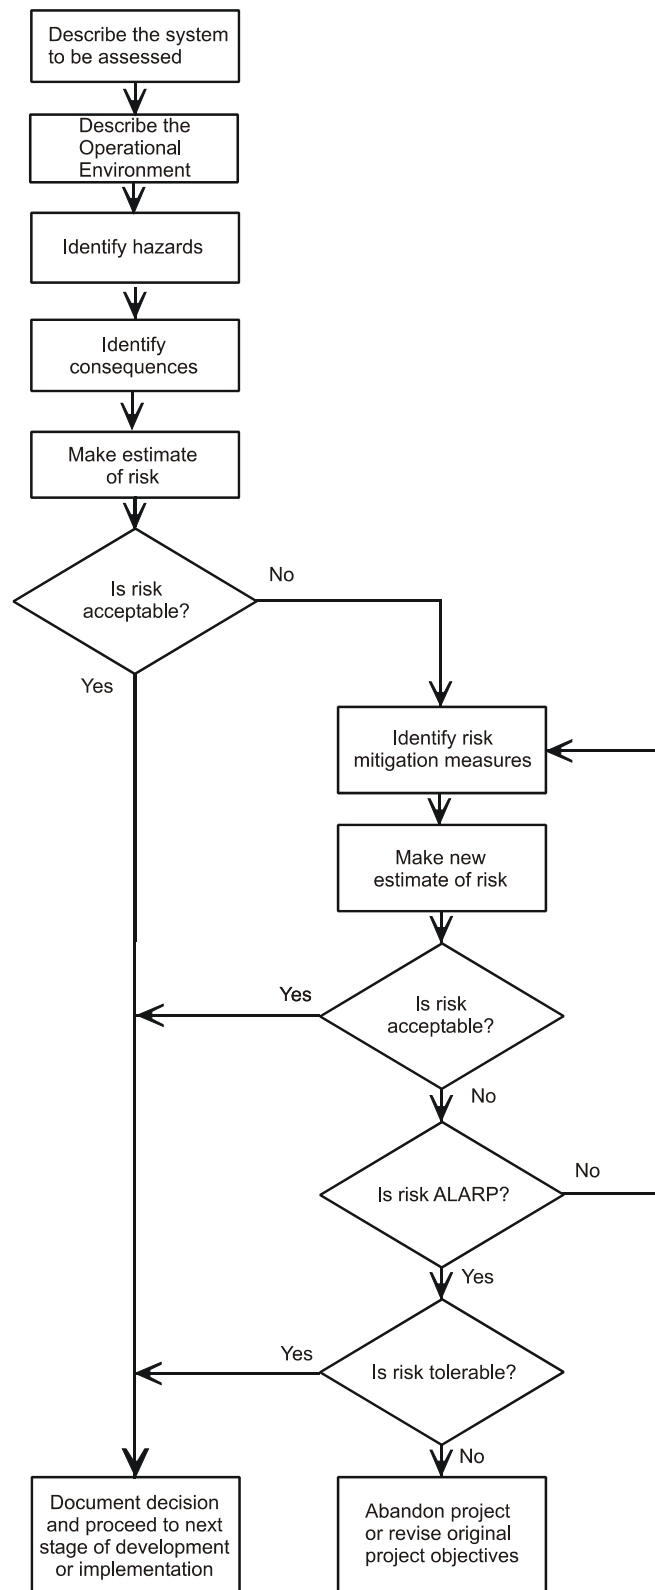 Describe the system
to be assessed
Describe the
Operational
Environment
Identify hazards
Identify
consequences
Make estimate
of risk
Is risk
acceptable?
No
Yes
Identify risk
mitigation measures
Make new
estimate of risk
Is risk
acceptable?
Yes
No
Is risk ALARP?
No
Yes
Is risk tolerable?
Yes
No
Document decision
and proceed to next
stage of development
or implementation
Abandon project
or revise original
project objectives